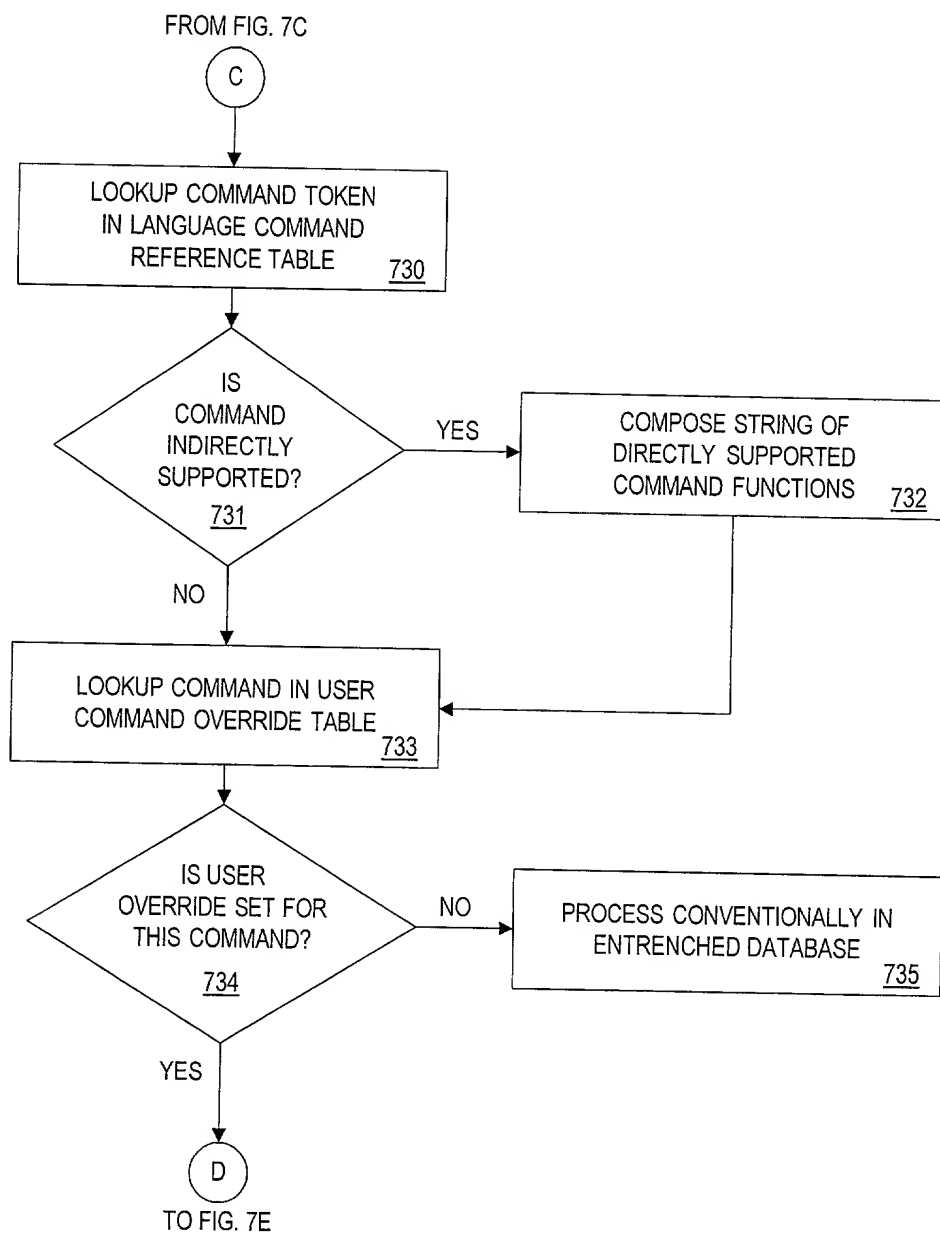 FROM FIG. 7C
C
LOOKUP COMMAND TOKEN
IN LANGUAGE COMMAND
REFERENCE TABLE
730
IS
COMMAND
INDIRECTLY
SUPPORTED?
731
YES
COMPOSE STRING OF
DIRECTLY SUPPORTED
COMMAND FUNCTIONS
732
NO
LOOKUP COMMAND IN USER
COMMAND OVERRIDE TABLE
733
IS USER
OVERRIDE SET FOR
THIS COMMAND?
734
NO
PROCESS CONVENTIONALLY IN
ENTRENCHED DATABASE
735
YES
D
TO FIG. 7E